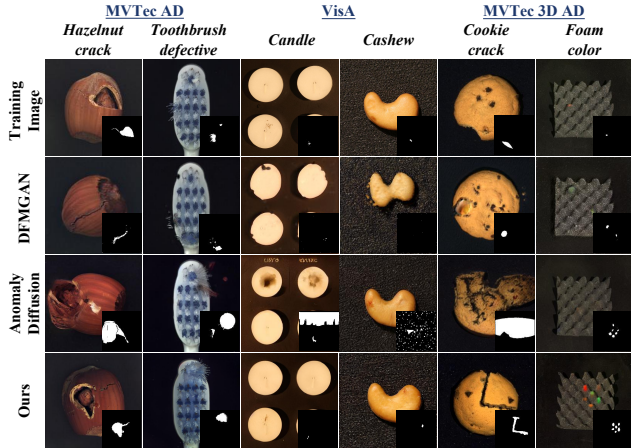 MVTec AD VisA MVTec 3D AD
Hazelnut crack Toothbrush defective Candle Cashew Cookie crack Foam color
Training Image
DFMGAN
Anomaly Diffusion
Ours